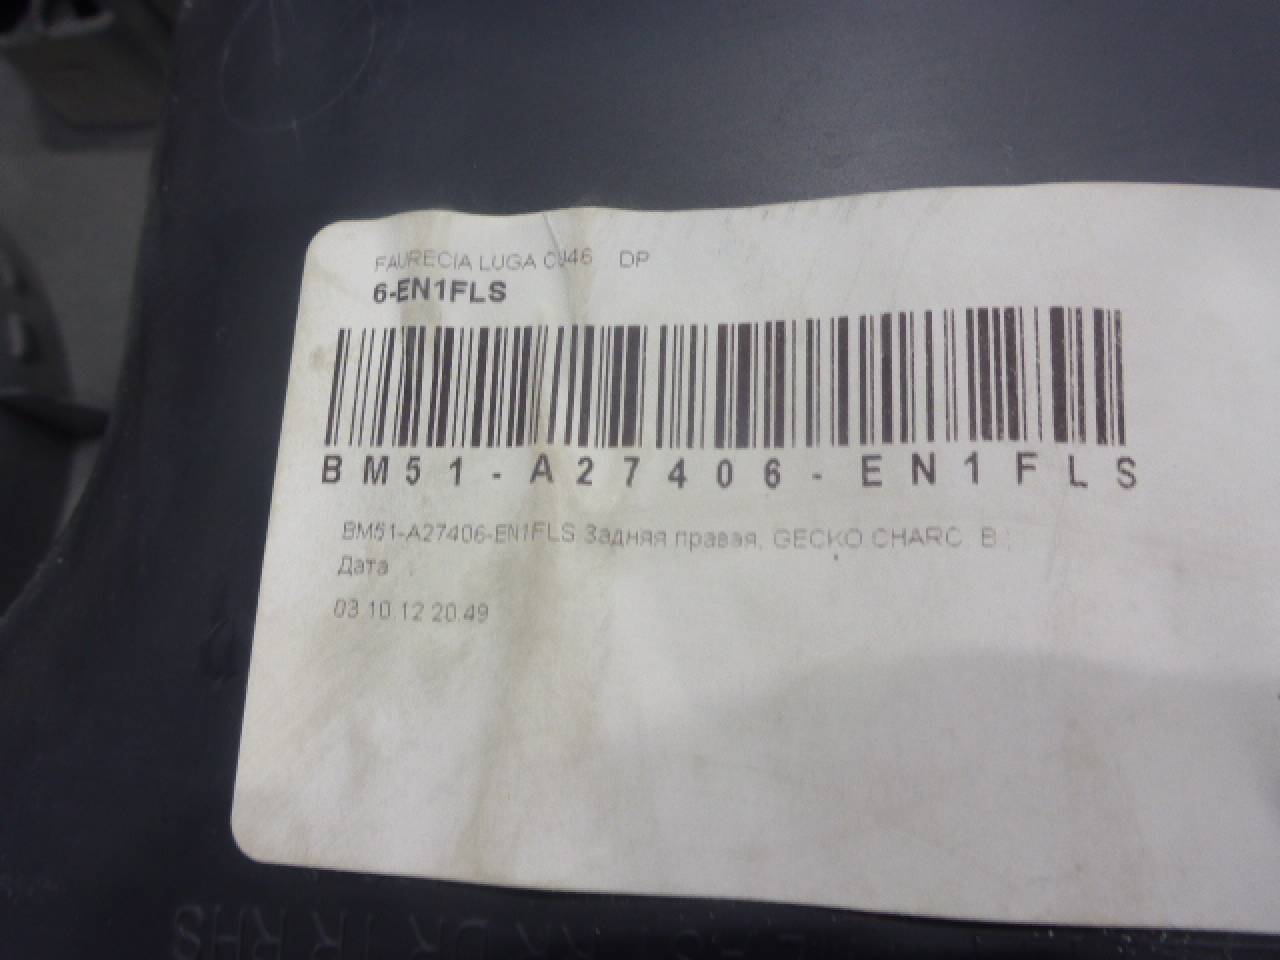 FAURECIA LUGA DP
6-EN1FLS
BM51-A27406-EN1FLS
BM51-A27406-EN1FLS Задняя правая, GECKO CHARC B
Дата
03.10.12 20:49
RHS